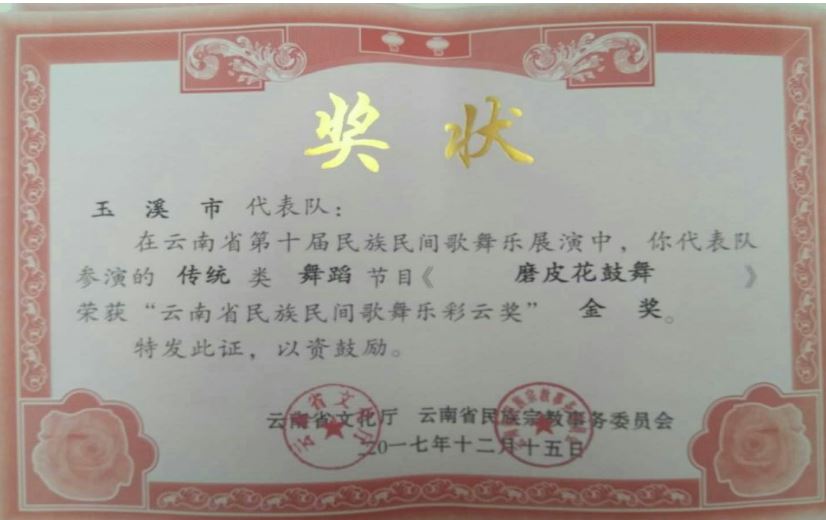 奖状
玉溪市代表队：
在云南省第十届民族民间歌舞乐展演中，你代表队
参演的传统类舞蹈节目《磨皮花鼓舞》
荣获“云南省民族民间歌舞乐彩云奖”金奖。
特发此证，以资鼓励。
云南省文化厅 云南省民族宗教事务委员会
二0一七年十二月十五日